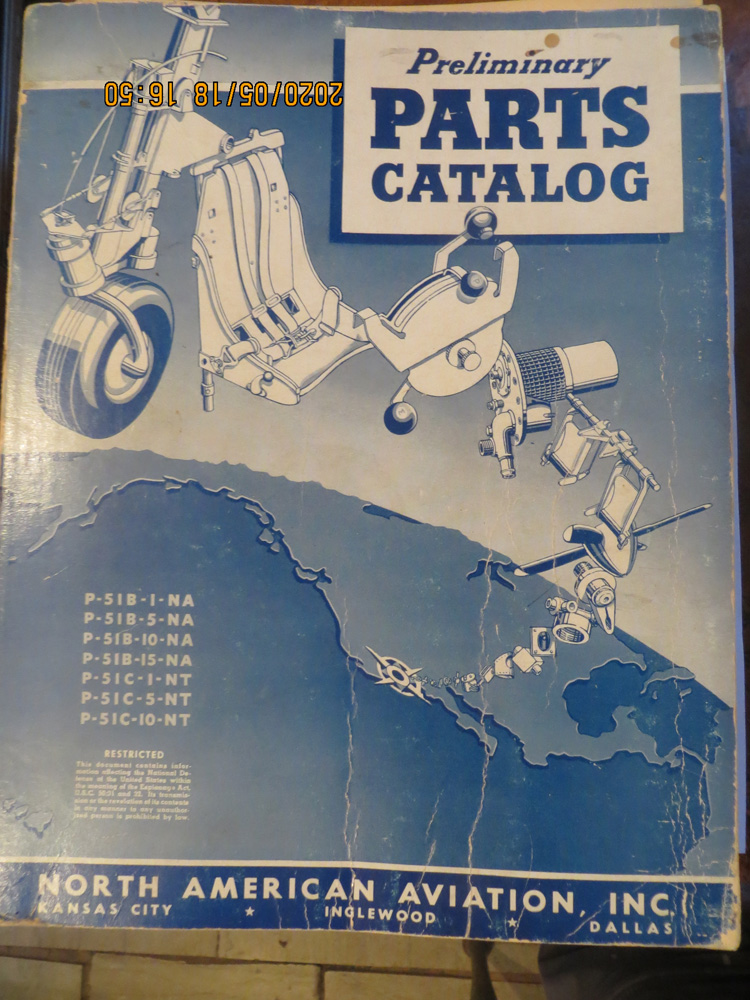 2020/05/18 16:50
Preliminary
PARTS
CATALOG
P-51B-1-NA
P-51B-5-NA
P-51B-10-NA
P-51B-15-NA
P-51C-1-NT
P-51C-5-NT
P-51C-10-NT
RESTRICTED
This document contains infor-
mation affecting the National De-
fense of the United States within
the meaning of the Espionage Act,
U.S.C. 50:31 and 32. Its transmis-
sion or the revelation of its contents
in any manner to any unauthor-
ized person is prohibited by law.
NORTH AMERICAN AVIATION, INC.
KANSAS CITY ★ INGLEWOOD ★ DALLAS